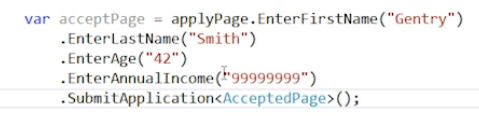 var acceptPage = applyPage.EnterFirstName("Gentry")
.EnterLastName("Smith")
.EnterAge("42")
.EnterAnnualIncome("99999999")
.SubmitApplication<AcceptedPage>();